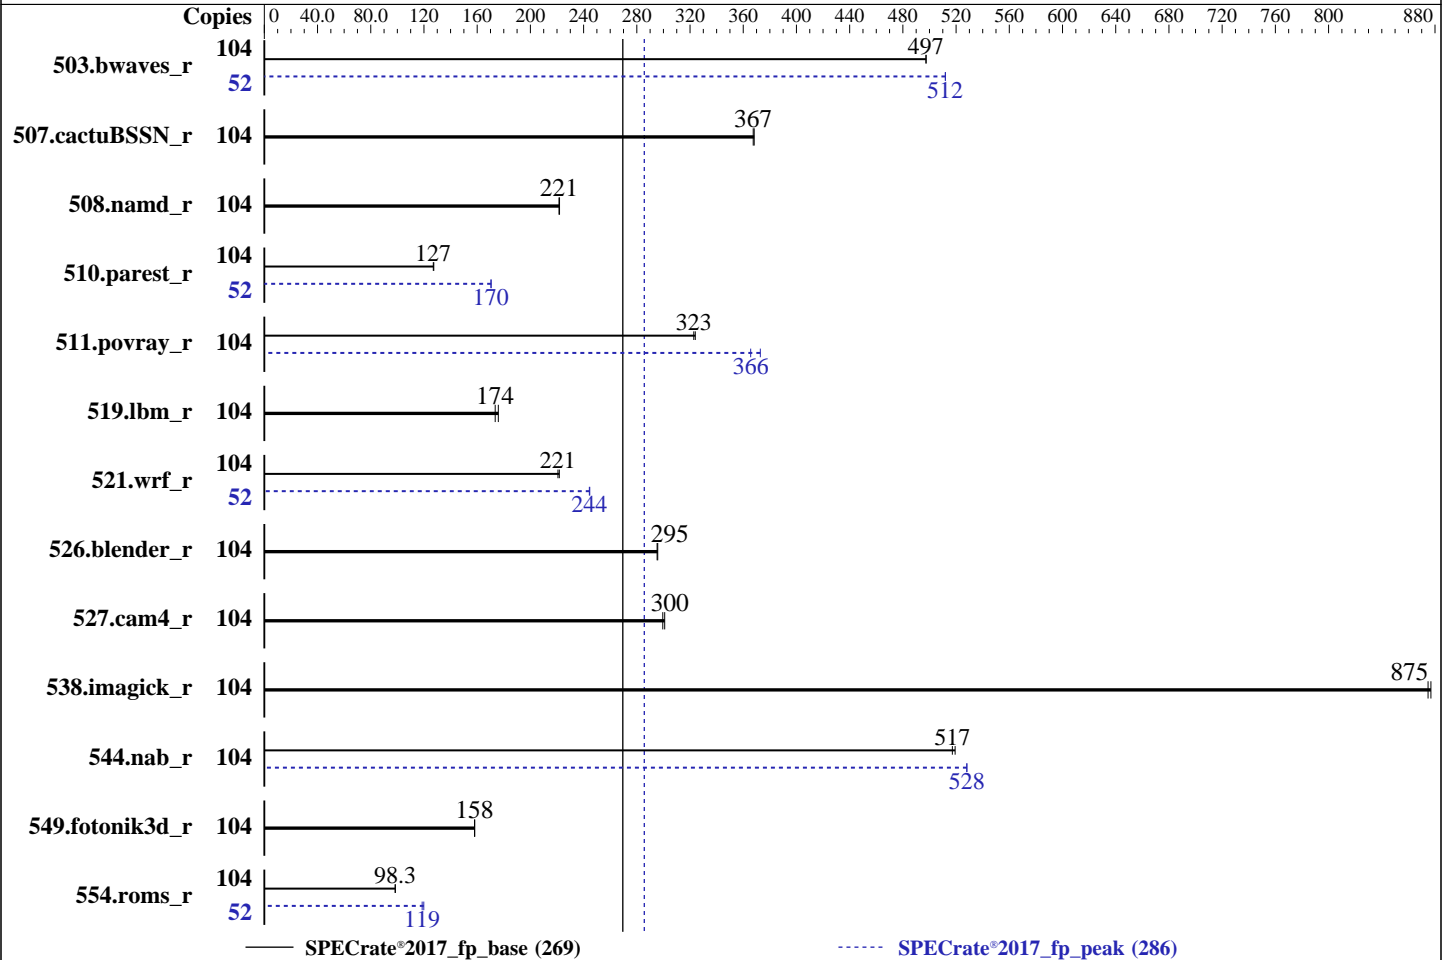 Copies 0 40.0 80.0 120 160 200 240 280 320 360 400 440 480 520 560 600 640 680 720 760 800 880
503.bwaves_r 104 497
52 512
507.cactuBSSN_r 104 367
508.namd_r 104 221
510.parest_r 104 127
52 170
511.povray_r 104 323
366
519.lbm_r 104 174
521.wrf_r 104 221
52 244
526.blender_r 104 295
527.cam4_r 104 300
538.imagick_r 104 875
544.nab_r 104 517
528
549.fotonik3d_r 104 158
554.roms_r 104 98.3
52 119
SPECrate®2017_fp_base (269) SPECrate®2017_fp_peak (286)